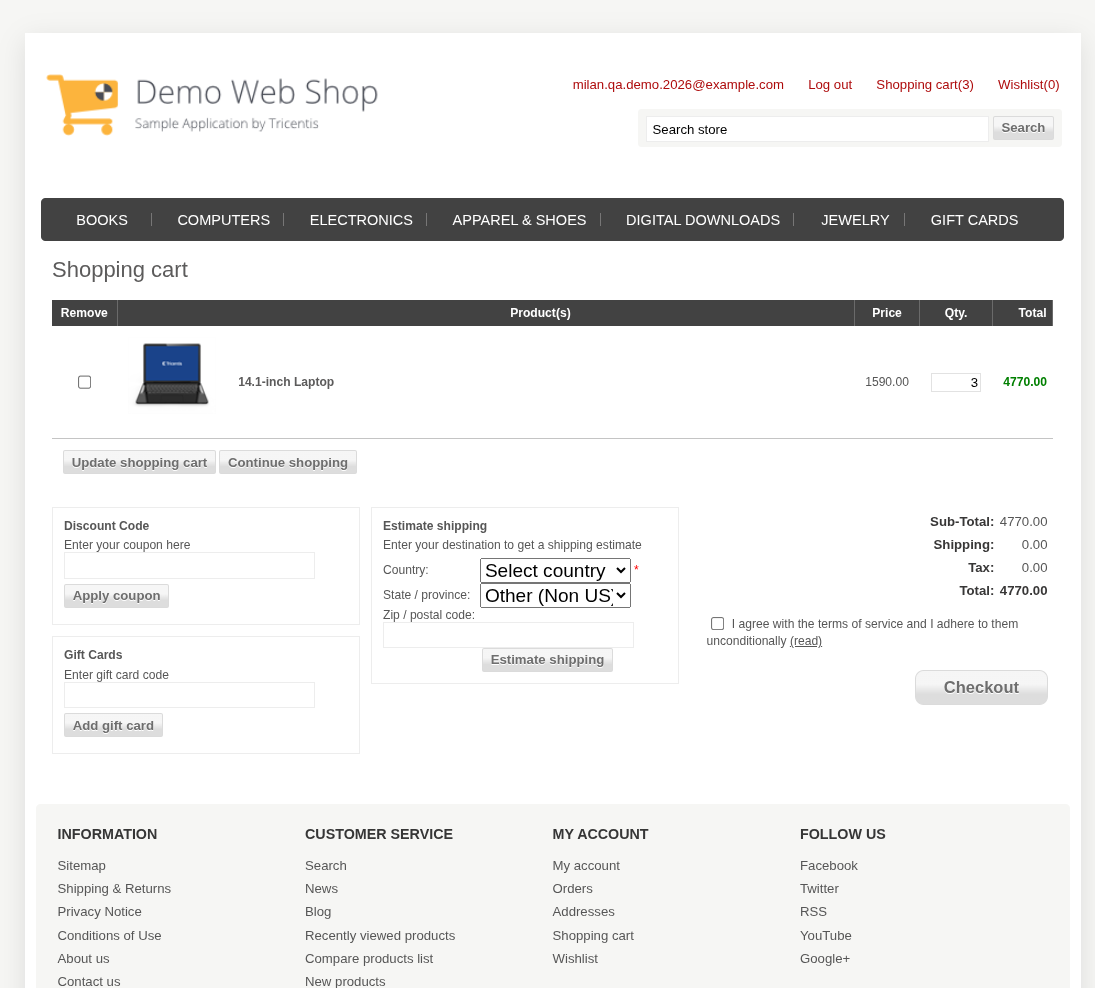 Demo Web Shop
Sample Application by Tricentis
milan.qa.demo.2026@example.com Log out Shopping cart(3) Wishlist(0)
Search store Search
BOOKS COMPUTERS ELECTRONICS APPAREL & SHOES DIGITAL DOWNLOADS JEWELRY GIFT CARDS
Shopping cart
Remove Product(s) Price Qty. Total
Tricentis
14.1-inch Laptop 1590.00 3 4770.00
Update shopping cart Continue shopping
Discount Code
Enter your coupon here
Apply coupon
Gift Cards
Enter gift card code
Add gift card
Estimate shipping
Enter your destination to get a shipping estimate
Country: Select country *
State / province: Other (Non US)
Zip / postal code:
Estimate shipping
Sub-Total: 4770.00
Shipping: 0.00
Tax: 0.00
Total: 4770.00
I agree with the terms of service and I adhere to them
unconditionally (read)
Checkout
INFORMATION
Sitemap
Shipping & Returns
Privacy Notice
Conditions of Use
About us
Contact us
CUSTOMER SERVICE
Search
News
Blog
Recently viewed products
Compare products list
New products
MY ACCOUNT
My account
Orders
Addresses
Shopping cart
Wishlist
FOLLOW US
Facebook
Twitter
RSS
YouTube
Google+